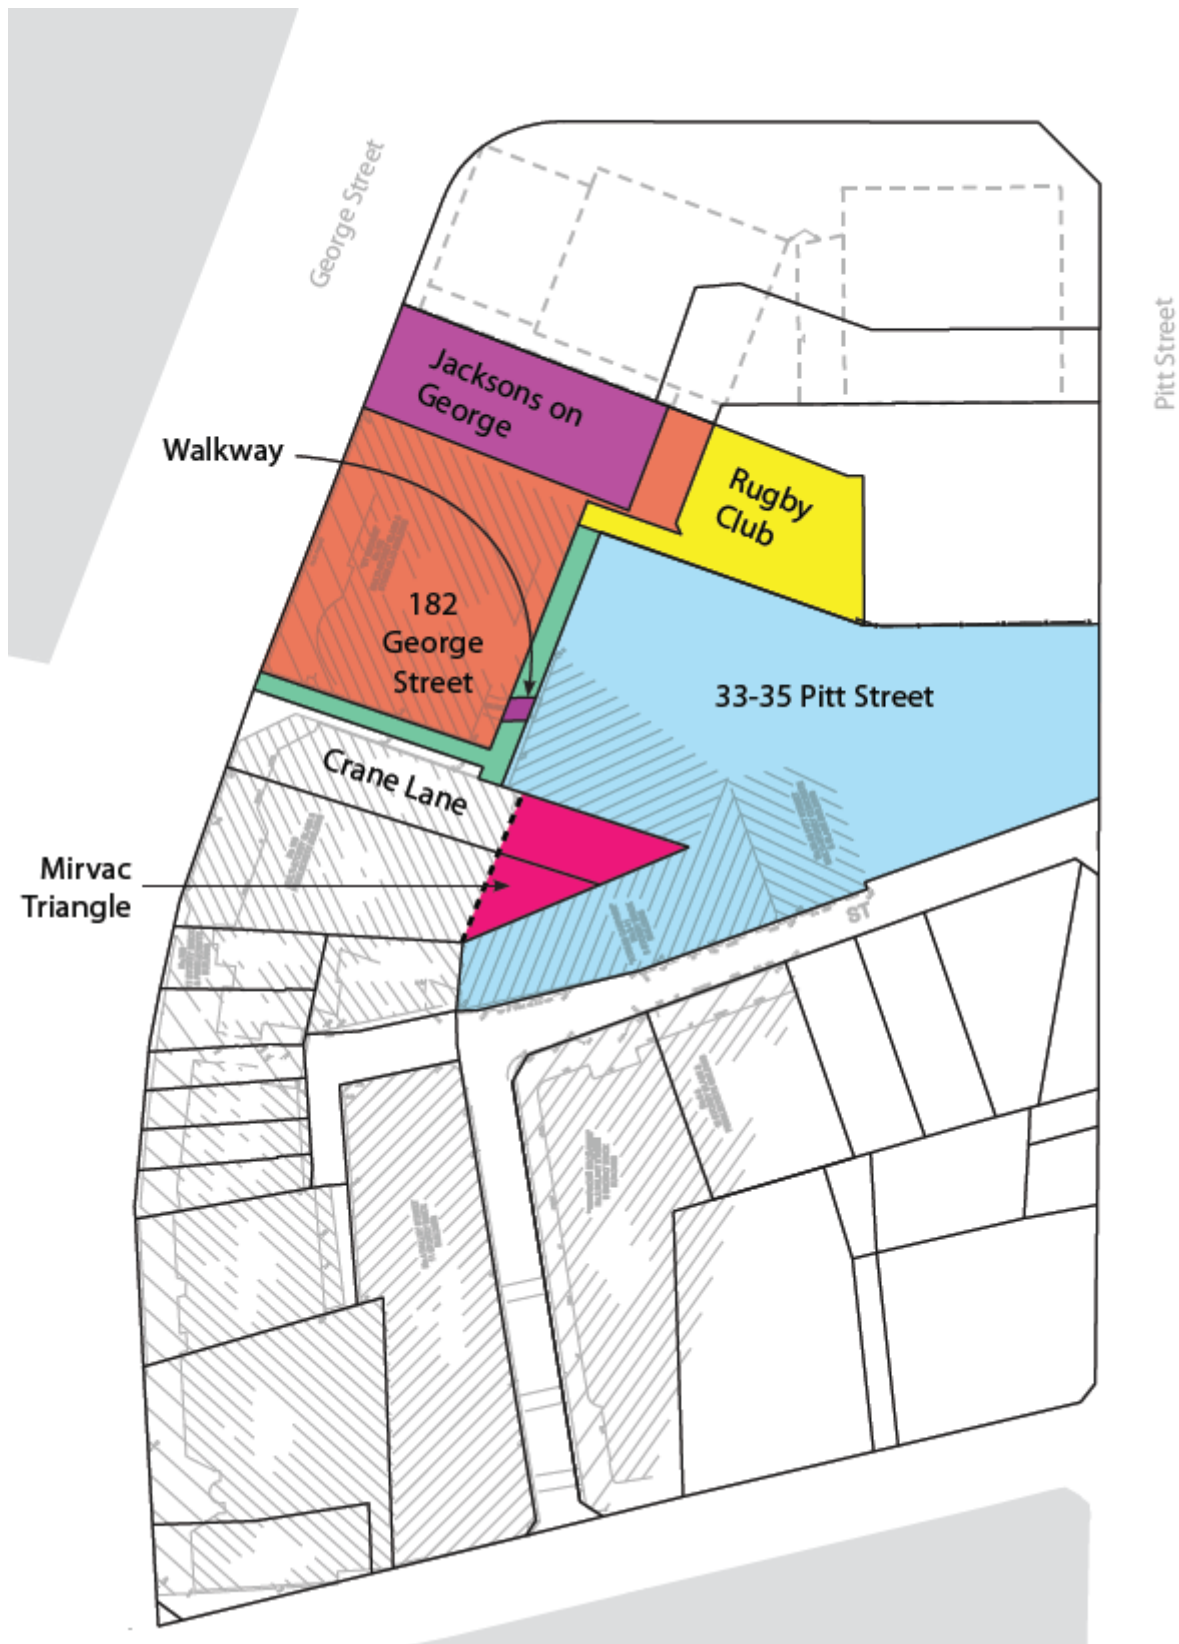 George Street
Pitt Street
Jacksons on
George
Walkway
Rugby
Club
182
George
Street
33-35 Pitt Street
Crane Lane
Mirvac
Triangle
ST